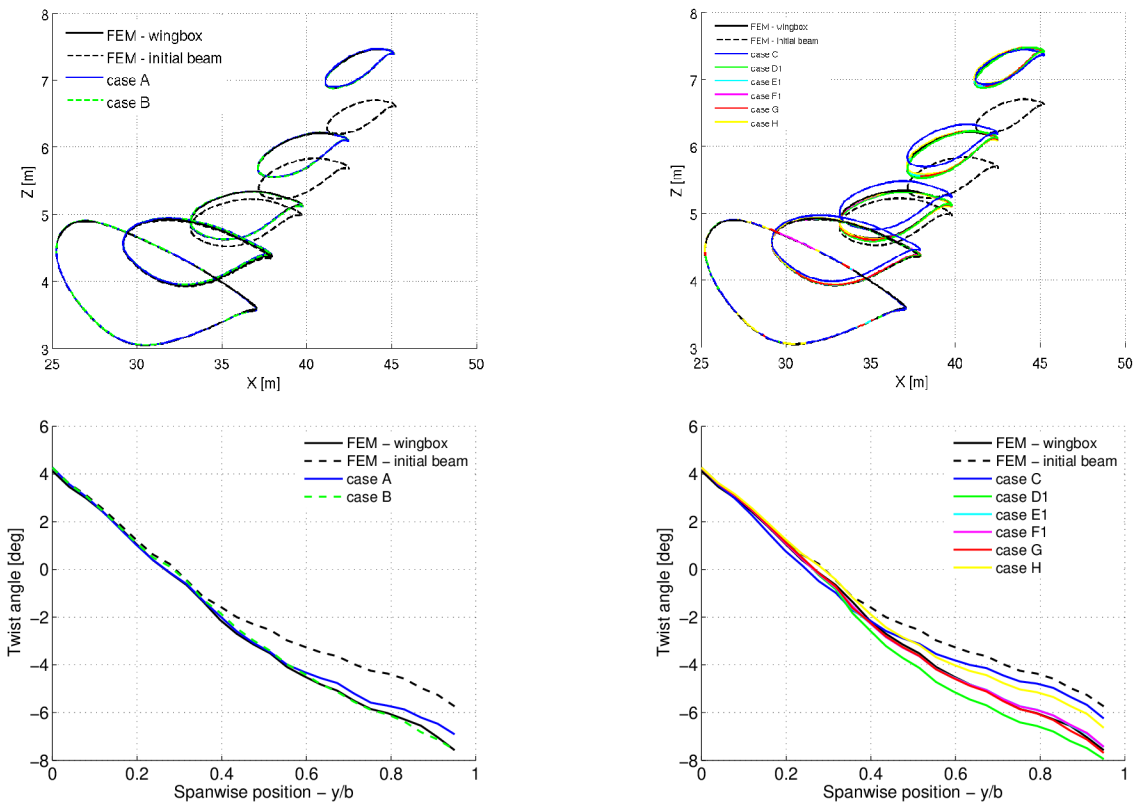 8
7
6
5
4
3
Z [m]
FEM - wingbox
FEM - initial beam
case A
case B
25
30
35
40
45
50
X [m]
8
7
6
5
4
3
Z [m]
FEM - wingbox
FEM - initial beam
case C
case D1
case E1
case F1
case G
case H
25
30
35
40
45
50
X [m]
6
4
2
0
−2
−4
−6
−8
Twist angle [deg]
FEM − wingbox
FEM − initial beam
case A
case B
0
0.2
0.4
0.6
0.8
1
Spanwise position − y/b
6
4
2
0
−2
−4
−6
−8
Twist angle [deg]
FEM − wingbox
FEM − initial beam
case C
case D1
case E1
case F1
case G
case H
0
0.2
0.4
0.6
0.8
1
Spanwise position − y/b